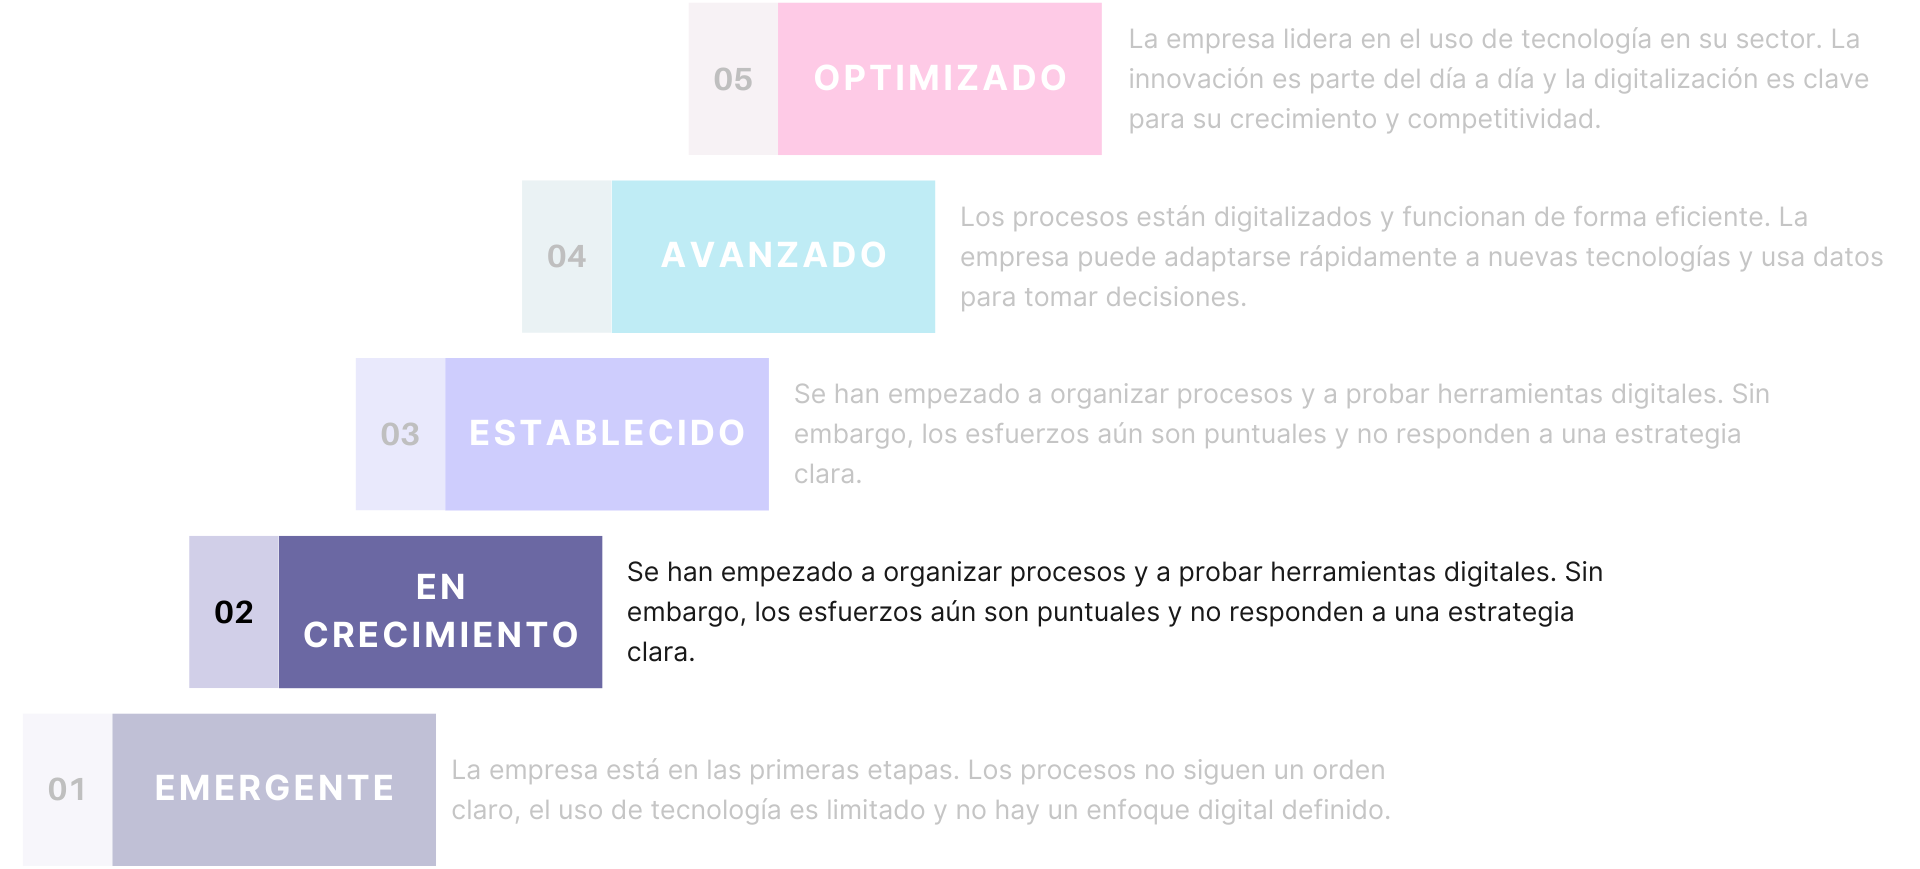 05
OPTIMIZADO
La empresa lidera en el uso de tecnología en su sector. La
innovación es parte del día a día y la digitalización es clave
para su crecimiento y competitividad.
04
AVANZADO
Los procesos están digitalizados y funcionan de forma eficiente. La
empresa puede adaptarse rápidamente a nuevas tecnologías y usa datos
para tomar decisiones.
03
ESTABLECIDO
Se han empezado a organizar procesos y a probar herramientas digitales. Sin
embargo, los esfuerzos aún son puntuales y no responden a una estrategia
clara.
02
EN
CRECIMIENTO
Se han empezado a organizar procesos y a probar herramientas digitales. Sin
embargo, los esfuerzos aún son puntuales y no responden a una estrategia
clara.
01
EMERGENTE
La empresa está en las primeras etapas. Los procesos no siguen un orden
claro, el uso de tecnología es limitado y no hay un enfoque digital definido.